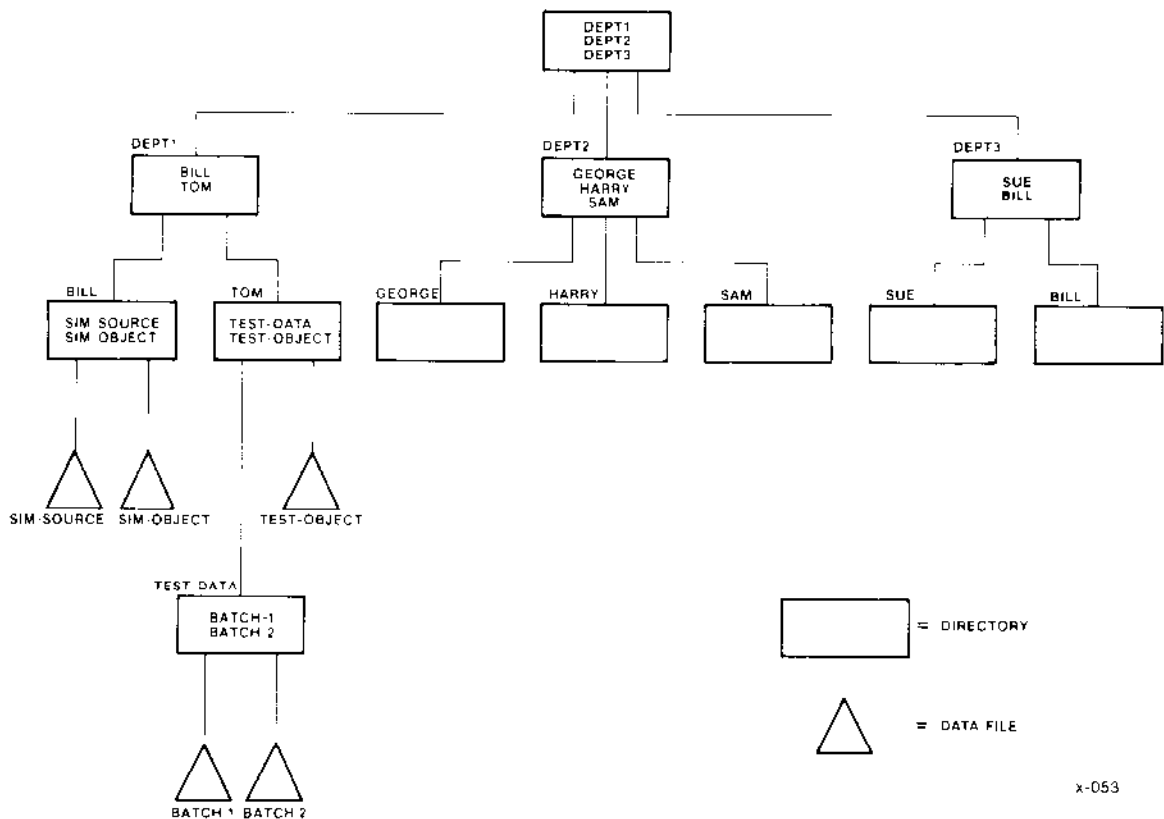 DEPT1
DEPT2
DEPT3
DEPT1
BILL
TOM
DEPT2
GEORGE
HARRY
SAM
DEPT3
SUE
BILL
BILL
SIM SOURCE
SIM OBJECT
TOM
TEST-DATA
TEST-OBJECT
GEORGE
HARRY
SAM
SUE
BILL
SIM-SOURCE
SIM-OBJECT
TEST-OBJECT
TEST DATA
BATCH-1
BATCH 2
= DIRECTORY
= DATA FILE
BATCH 1
BATCH 2
x-053